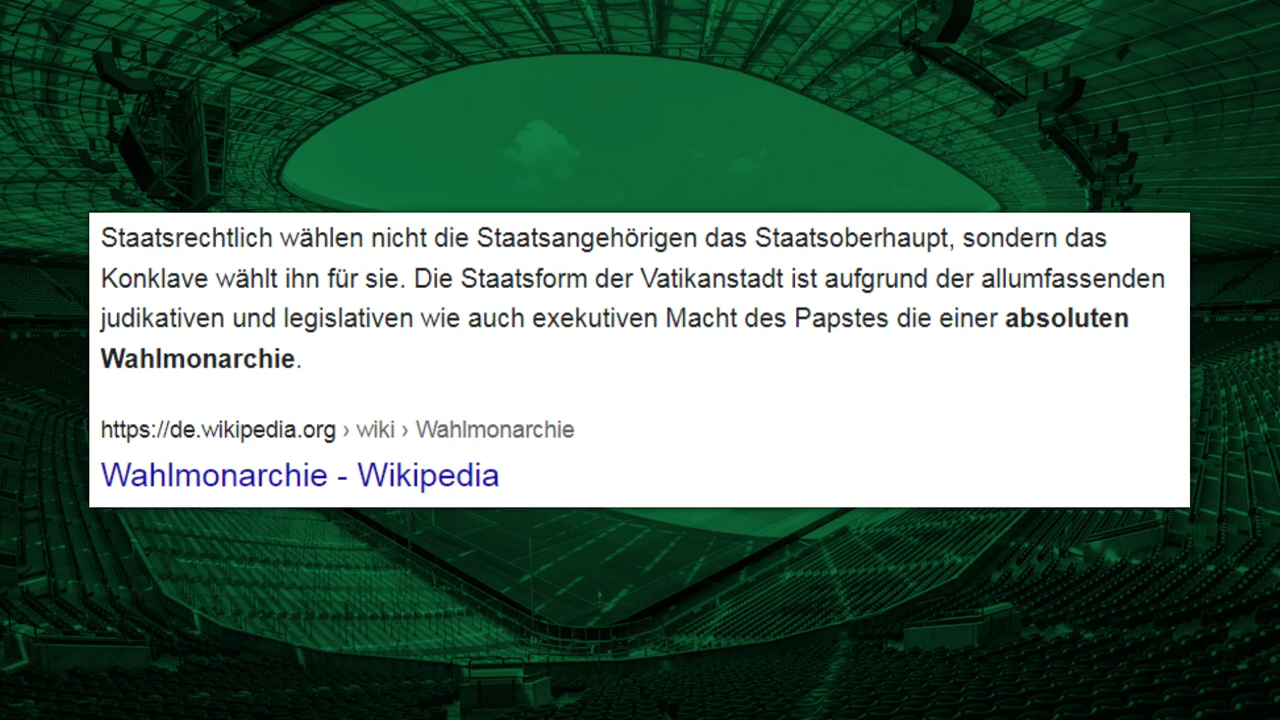 Staatsrechtlich wählen nicht die Staatsangehörigen das Staatsoberhaupt, sondern das
Konklave wählt ihn für sie. Die Staatsform der Vatikanstadt ist aufgrund der allumfassenden
judikativen und legislativen wie auch exekutiven Macht des Papstes die einer absoluten
Wahlmonarchie.
https://de.wikipedia.org › wiki › Wahlmonarchie
Wahlmonarchie - Wikipedia